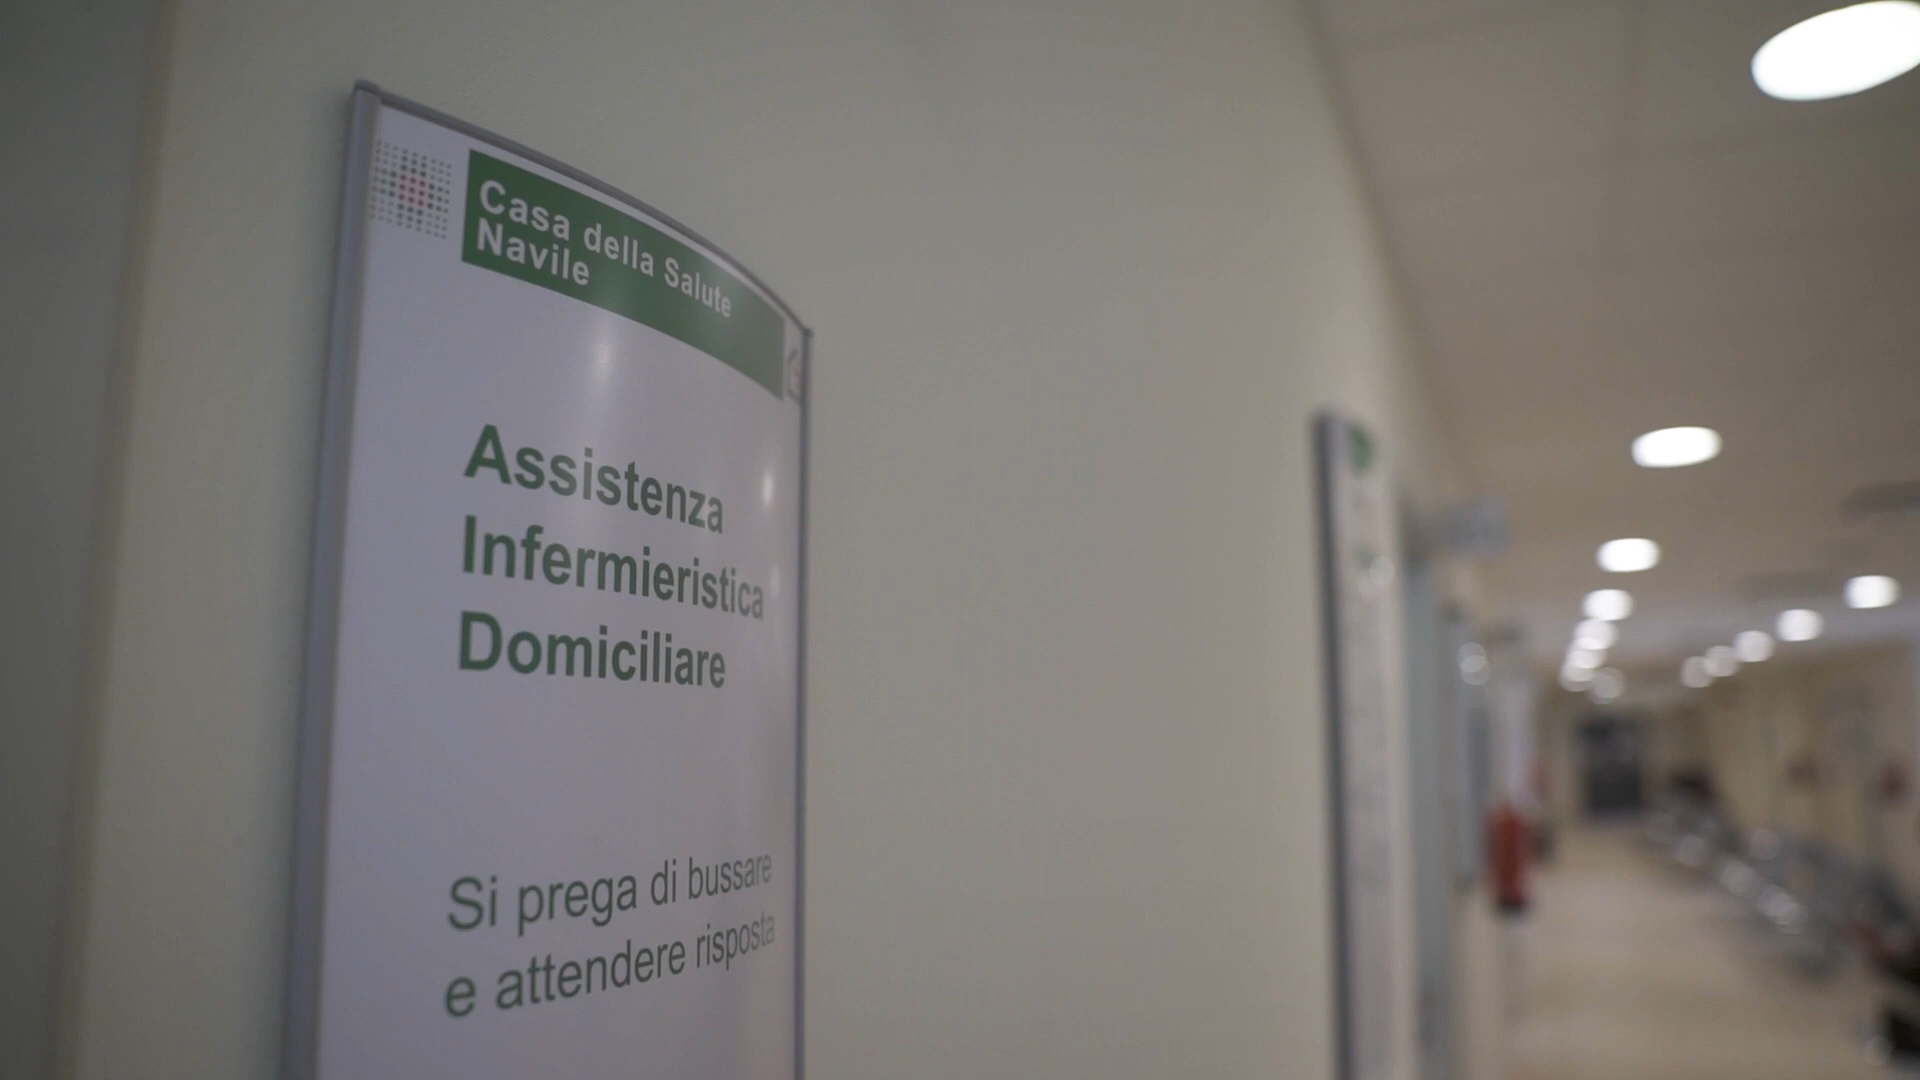 Casa della Salute
Navile
Assistenza
Infermieristica
Domiciliare
Si prega di bussare
e attendere risposta